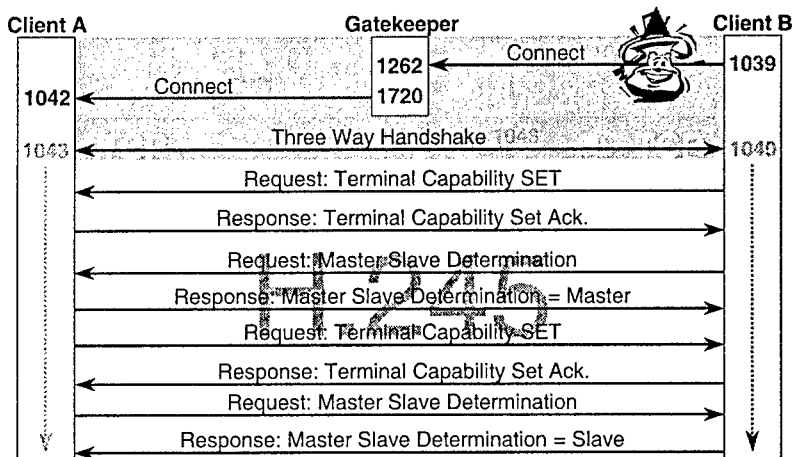 Client A Gatekeeper Client B
1262 Connect 1039
1042 Connect 1720
Three Way Handshake
1043 1040
Request: Terminal Capability SET
Response: Terminal Capability Set Ack.
Request: Master Slave Determination
Response: Master Slave Determination = Master
H.245
Request: Terminal Capability SET
Response: Terminal Capability Set Ack.
Request: Master Slave Determination
Response: Master Slave Determination = Slave